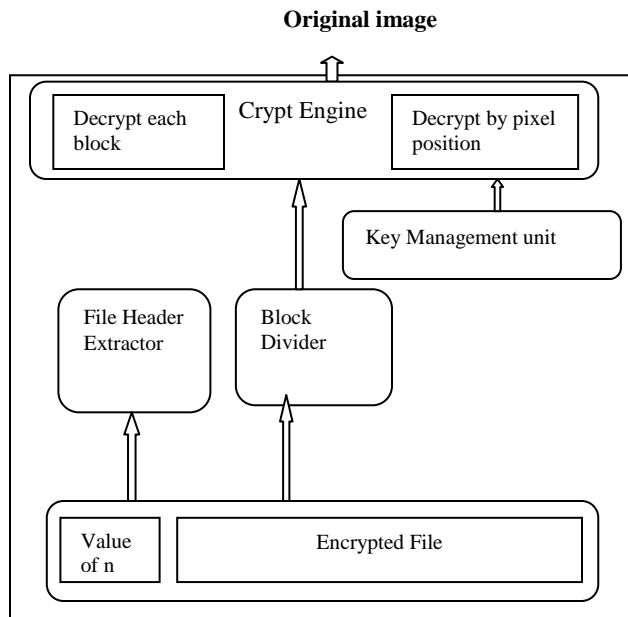 Original image
Decrypt each
block
Crypt Engine
Decrypt by pixel
position
Key Management unit
File Header
Extractor
Block
Divider
Value
of n
Encrypted File